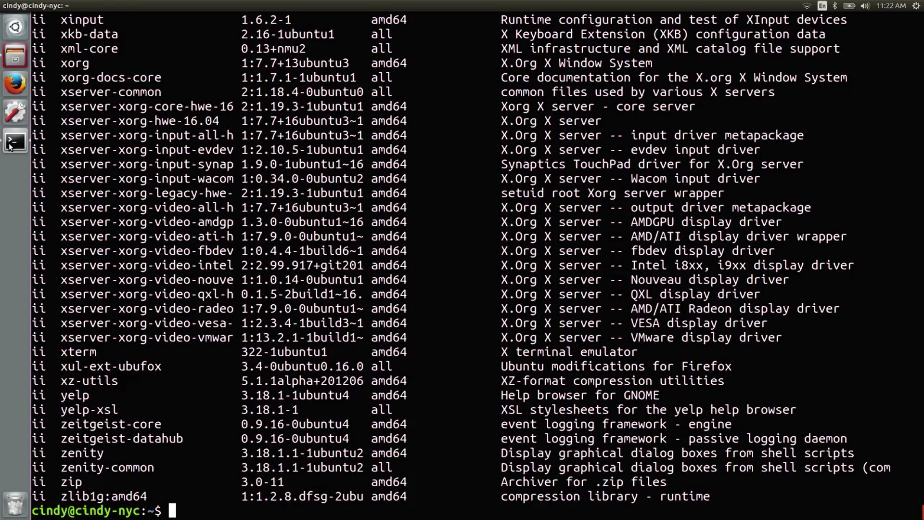 cindy@cindy-nyc: ~ En 11:22 AM
ii xinput 1.6.2-1 amd64 Runtime configuration and test of XInput devices
ii xkb-data 2.16-1ubuntu1 all X Keyboard Extension (XKB) configuration data
ii xml-core 0.13+nmu2 all XML infrastructure and XML catalog file support
ii xorg 1:7.7+13ubuntu3 amd64 X.Org X Window System
ii xorg-docs-core 1:1.7.1-1ubuntu1 all Core documentation for the X.org X Window System
ii xserver-common 2:1.18.4-0ubuntu0 all common files used by various X servers
ii xserver-xorg-core-hwe-16 2:1.19.3-1ubuntu1 amd64 Xorg X server - core server
ii xserver-xorg-hwe-16.04 1:7.7+16ubuntu3~1 amd64 X.Org X server
ii xserver-xorg-input-all-h 1:7.7+16ubuntu3~1 amd64 X.Org X server -- input driver metapackage
ii xserver-xorg-input-evdev 1:2.10.5-1ubuntu1 amd64 X.Org X server -- evdev input driver
ii xserver-xorg-input-synap 1.9.0-1ubuntu1~16 amd64 Synaptics TouchPad driver for X.Org server
ii xserver-xorg-input-wacom 1:0.34.0-0ubuntu2 amd64 X.Org X server -- Wacom input driver
ii xserver-xorg-legacy-hwe- 2:1.19.3-1ubuntu1 amd64 setuid root Xorg server wrapper
ii xserver-xorg-video-all-h 1:7.7+16ubuntu3~1 amd64 X.Org X server -- output driver metapackage
ii xserver-xorg-video-amdgp 1.3.0-0ubuntu1~16 amd64 X.Org X server -- AMDGPU display driver
ii xserver-xorg-video-ati-h 1:7.9.0-0ubuntu1~ amd64 X.Org X server -- AMD/ATI display driver wrapper
ii xserver-xorg-video-fbdev 1:0.4.4-1build6~1 amd64 X.Org X server -- fbdev display driver
ii xserver-xorg-video-intel 2:2.99.917+git201 amd64 X.Org X server -- Intel i8xx, i9xx display driver
ii xserver-xorg-video-nouve 1:1.0.14-0ubuntu1 amd64 X.Org X server -- Nouveau display driver
ii xserver-xorg-video-qxl-h 0.1.5-2build1~16. amd64 X.Org X server -- QXL display driver
ii xserver-xorg-video-radeo 1:7.9.0-0ubuntu1~ amd64 X.Org X server -- AMD/ATI Radeon display driver
ii xserver-xorg-video-vesa- 1:2.3.4-1build3~1 amd64 X.Org X server -- VESA display driver
ii xserver-xorg-video-vmwar 1:13.2.1-1build1~ amd64 X.Org X server -- VMware display driver
ii xterm 322-1ubuntu1 amd64 X terminal emulator
ii xul-ext-ubufox 3.4-0ubuntu0.16.0 all Ubuntu modifications for Firefox
ii xz-utils 5.1.1alpha+201206 amd64 XZ-format compression utilities
ii yelp 3.18.1-1ubuntu4 amd64 Help browser for GNOME
ii yelp-xsl 3.18.1-1 all XSL stylesheets for the yelp help browser
ii zeitgeist-core 0.9.16-0ubuntu4 amd64 event logging framework - engine
ii zeitgeist-datahub 0.9.16-0ubuntu4 amd64 event logging framework - passive logging daemon
ii zenity 3.18.1.1-1ubuntu2 amd64 Display graphical dialog boxes from shell scripts
ii zenity-common 3.18.1.1-1ubuntu2 all Display graphical dialog boxes from shell scripts (com
ii zip 3.0-11 amd64 Archiver for .zip files
ii zlib1g:amd64 1:1.2.8.dfsg-2ubu amd64 compression library - runtime
cindy@cindy-nyc:~$